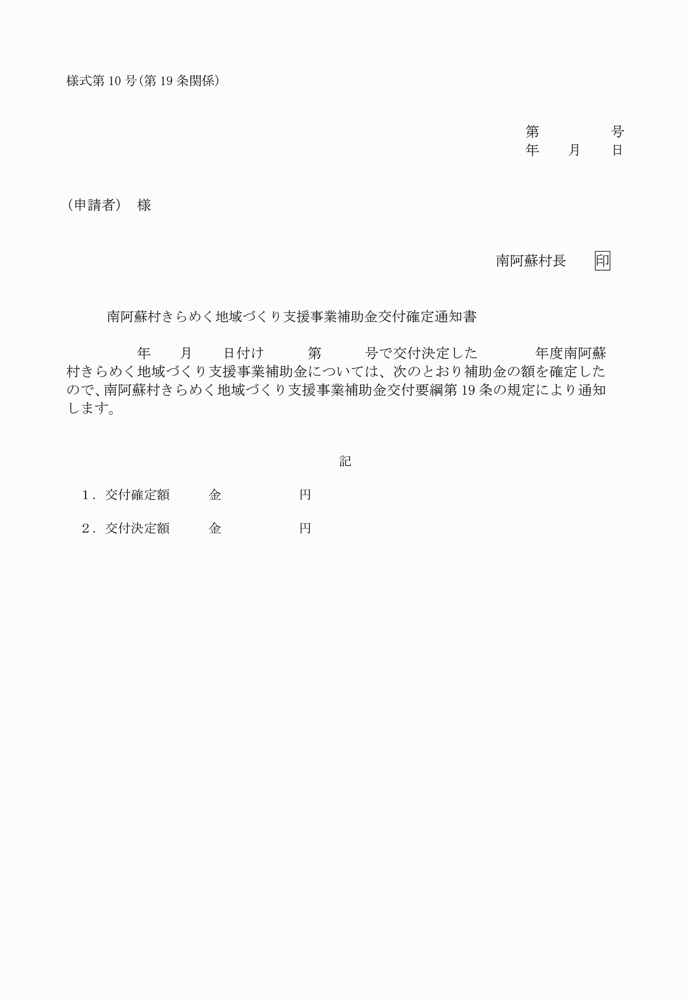 様式第 10 号(第 19 条関係)
第　　　　　号
年　　月　　日
(申請者)　様
南阿蘇村長　　印
南阿蘇村きらめく地域づくり支援事業補助金交付確定通知書
年　　月　　日付け　　　第　　　号で交付決定した　　　　年度南阿蘇
村きらめく地域づくり支援事業補助金については、次のとおり補助金の額を確定した
ので、南阿蘇村きらめく地域づくり支援事業補助金交付要綱第 19 条の規定により通知
します。
記
１．交付確定額　　　金　　　　　　円
２．交付決定額　　　金　　　　　　円